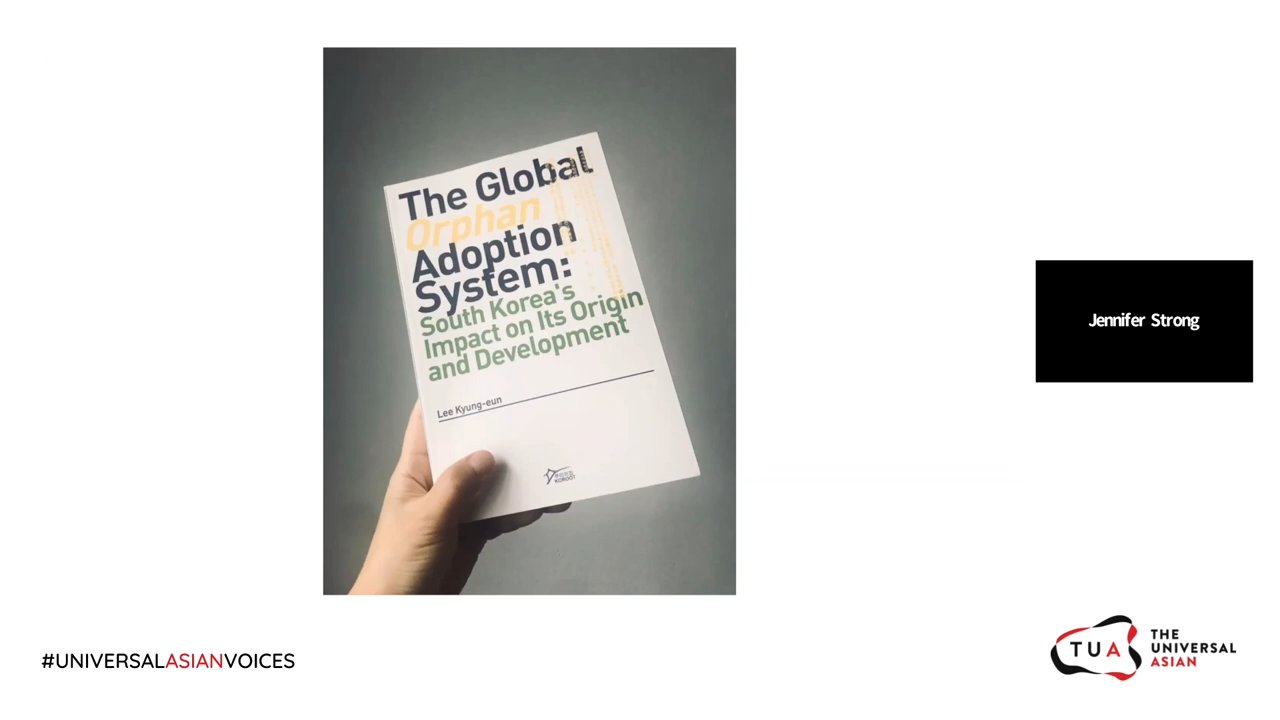 The Global
Orphan
Adoption
System:
South Korea's
Impact on Its Origin
and Development
Lee Kyung-eun
KOROOT
Jennifer Strong
#UNIVERSALASIANVOICES
TUA
THE
UNIVERSAL
ASIAN